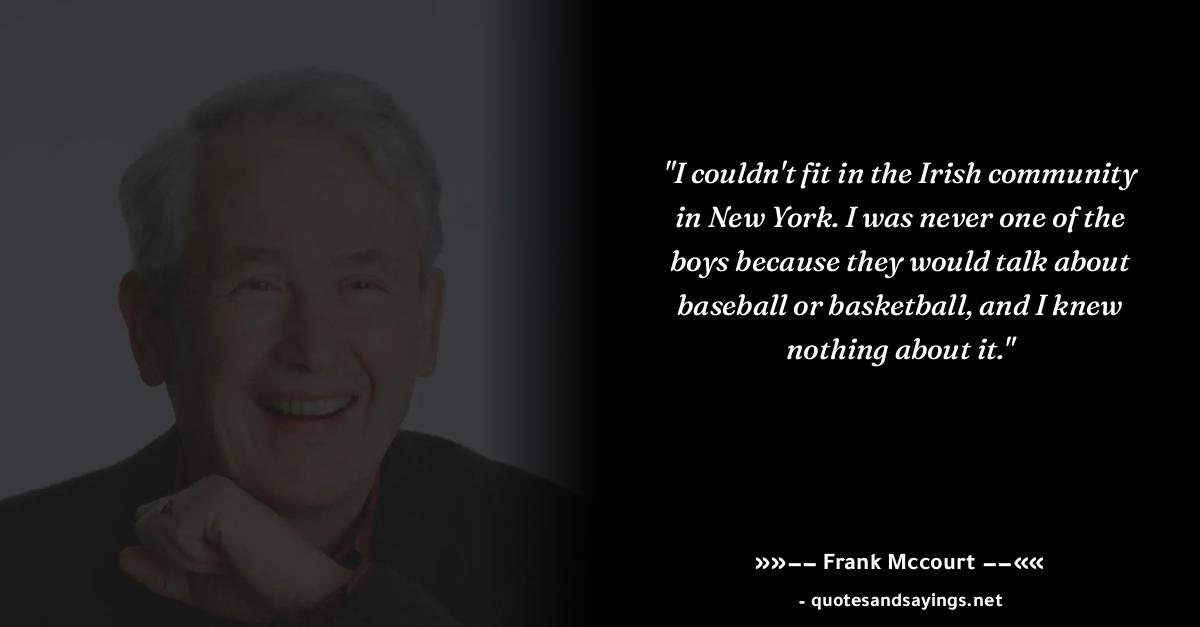 "I couldn't fit in the Irish community
in New York. I was never one of the
boys because they would talk about
baseball or basketball, and I knew
nothing about it."
»»–– Frank Mccourt ––««
- quotesandsayings.net